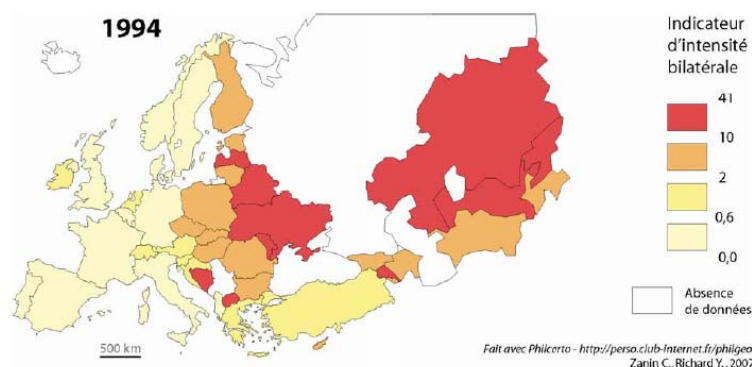 1994
Indicateur
d'intensité
bilatérale
41
10
2
0,6
0,0
Absence
de données
500 km
Fait avec Philcarto - http://perso.club-internet.fr/philgeo
Zanin C., Richard Y., 2007